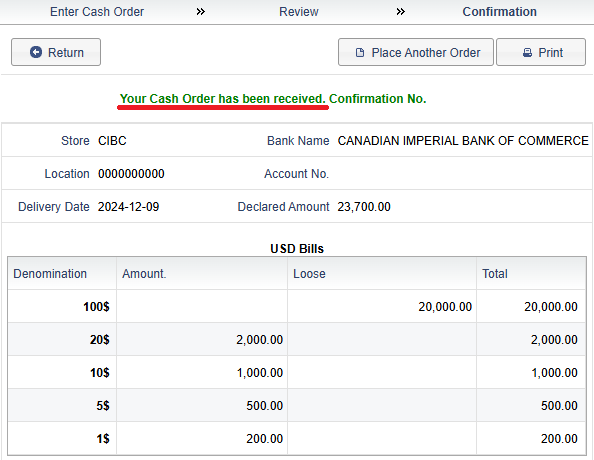 Enter Cash Order » Review » Confirmation
Return Place Another Order Print
Your Cash Order has been received. Confirmation No.
Store CIBC Bank Name CANADIAN IMPERIAL BANK OF COMMERCE
Location 0000000000 Account No.
Delivery Date 2024-12-09 Declared Amount 23,700.00
USD Bills
Denomination Amount. Loose Total
100$ 20,000.00 20,000.00
20$ 2,000.00 2,000.00
10$ 1,000.00 1,000.00
5$ 500.00 500.00
1$ 200.00 200.00